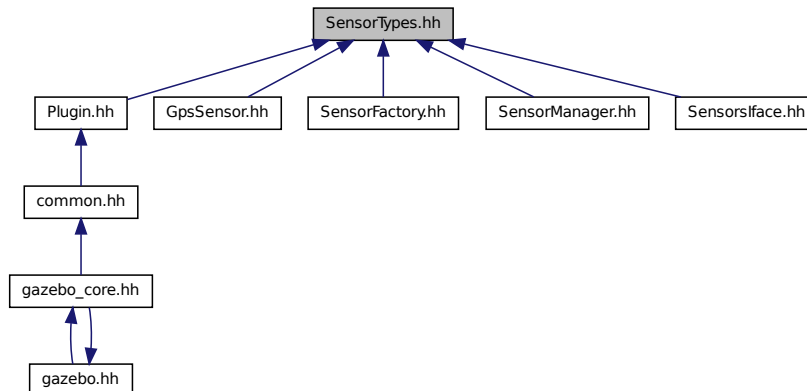 SensorTypes.hh
Plugin.hh
GpsSensor.hh
SensorFactory.hh
SensorManager.hh
SensorsIface.hh
common.hh
gazebo_core.hh
gazebo.hh